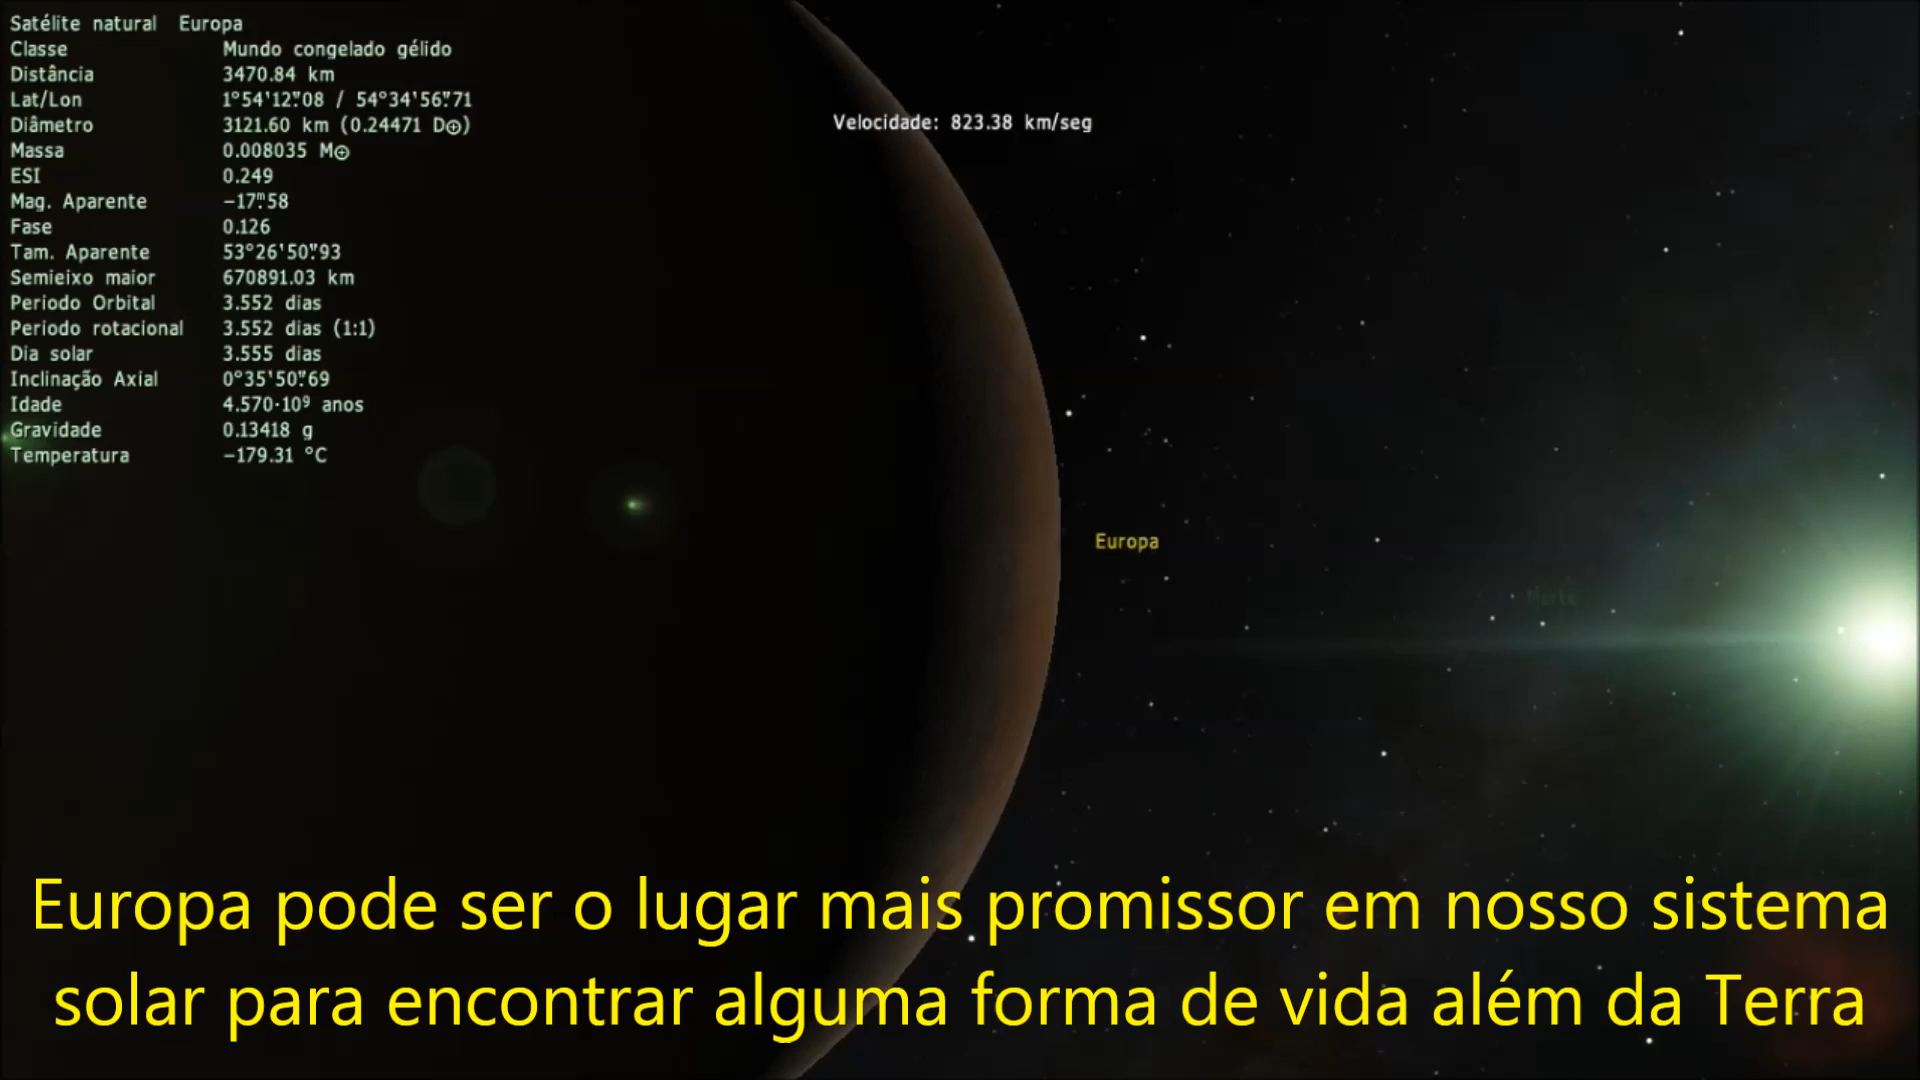 Satélite natural Europa
Classe Mundo congelado gélido
Distância 3470.84 km
Lat/Lon 1°54'12"08 / 54°34'56"71
Diâmetro 3121.60 km (0.24471 D⊕)
Massa 0.008035 M⊕
ESI 0.249
Mag. Aparente −17ᵐ58
Fase 0.126
Tam. Aparente 53°26'50"93
Semieixo maior 670891.03 km
Periodo Orbital 3.552 dias
Periodo rotacional 3.552 dias (1:1)
Dia solar 3.555 dias
Inclinação Axial 0°35'50"69
Idade 4.570·10⁹ anos
Gravidade 0.13418 g
Temperatura −179.31 °C
Velocidade: 823.38 km/seg
Europa
Marte
Europa pode ser o lugar mais promissor em nosso sistema
solar para encontrar alguma forma de vida além da Terra